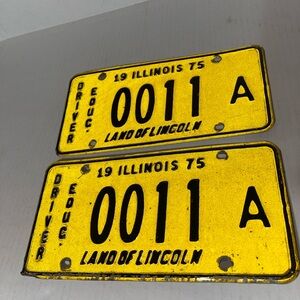 19 ILLINOIS 75
DRIVER
EDUC.
0011 A
LAND OF LINCOLN
19 ILLINOIS 75
DRIVER
EDUC.
0011 A
LAND OF LINCOLN